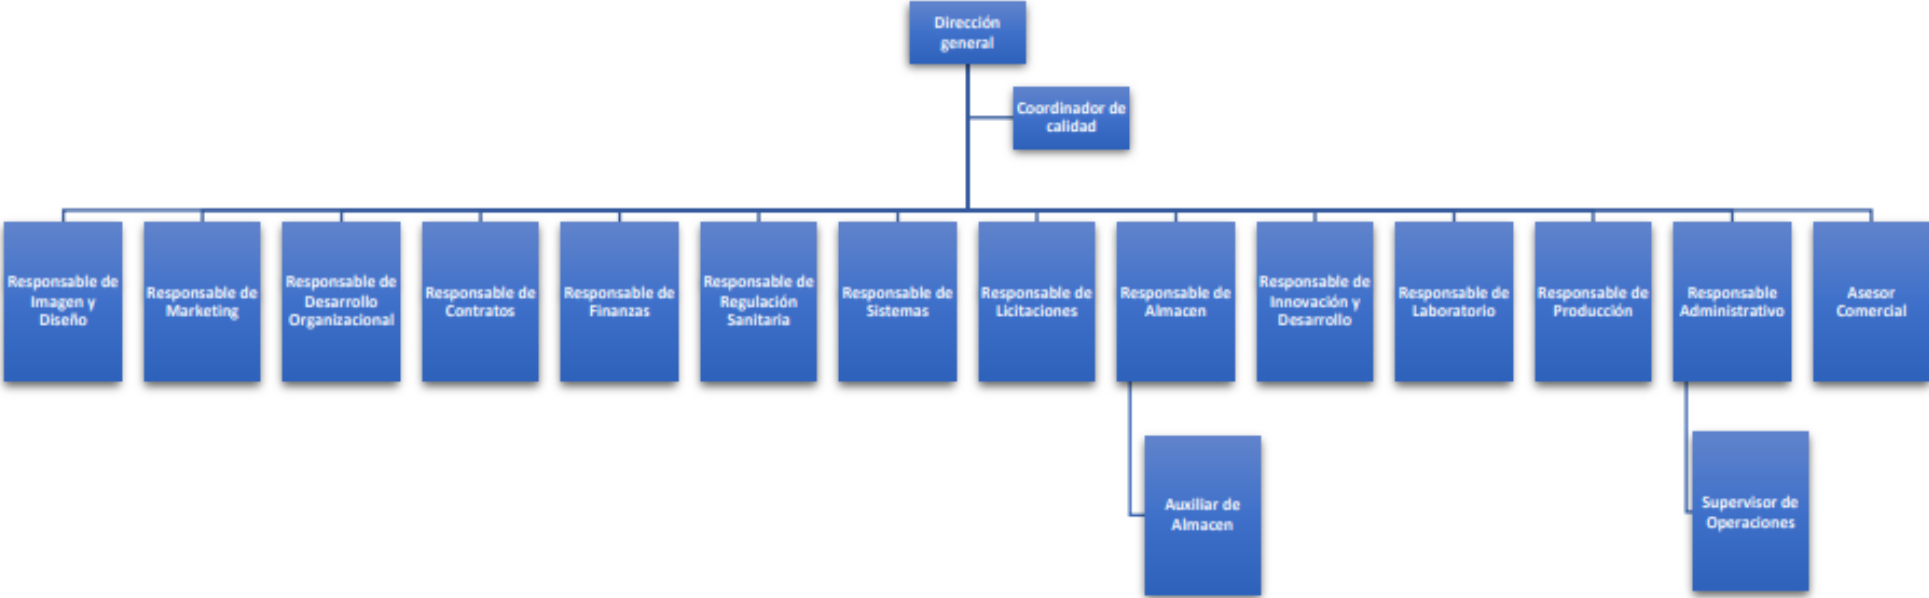 Dirección
general
Coordinador de
calidad
Responsable de
Imagen y
Diseño
Responsable de
Marketing
Responsable de
Desarrollo
Organizacional
Responsable de
Contratos
Responsable de
Finanzas
Responsable de
Regulación
Sanitaria
Responsable de
Sistemas
Responsable de
Licitaciones
Responsable de
Almacen
Responsable de
Innovación y
Desarrollo
Responsable de
Laboratorio
Responsable de
Producción
Responsable
Administrativo
Asesor
Comercial
Auxiliar de
Almacen
Supervisor de
Operaciones